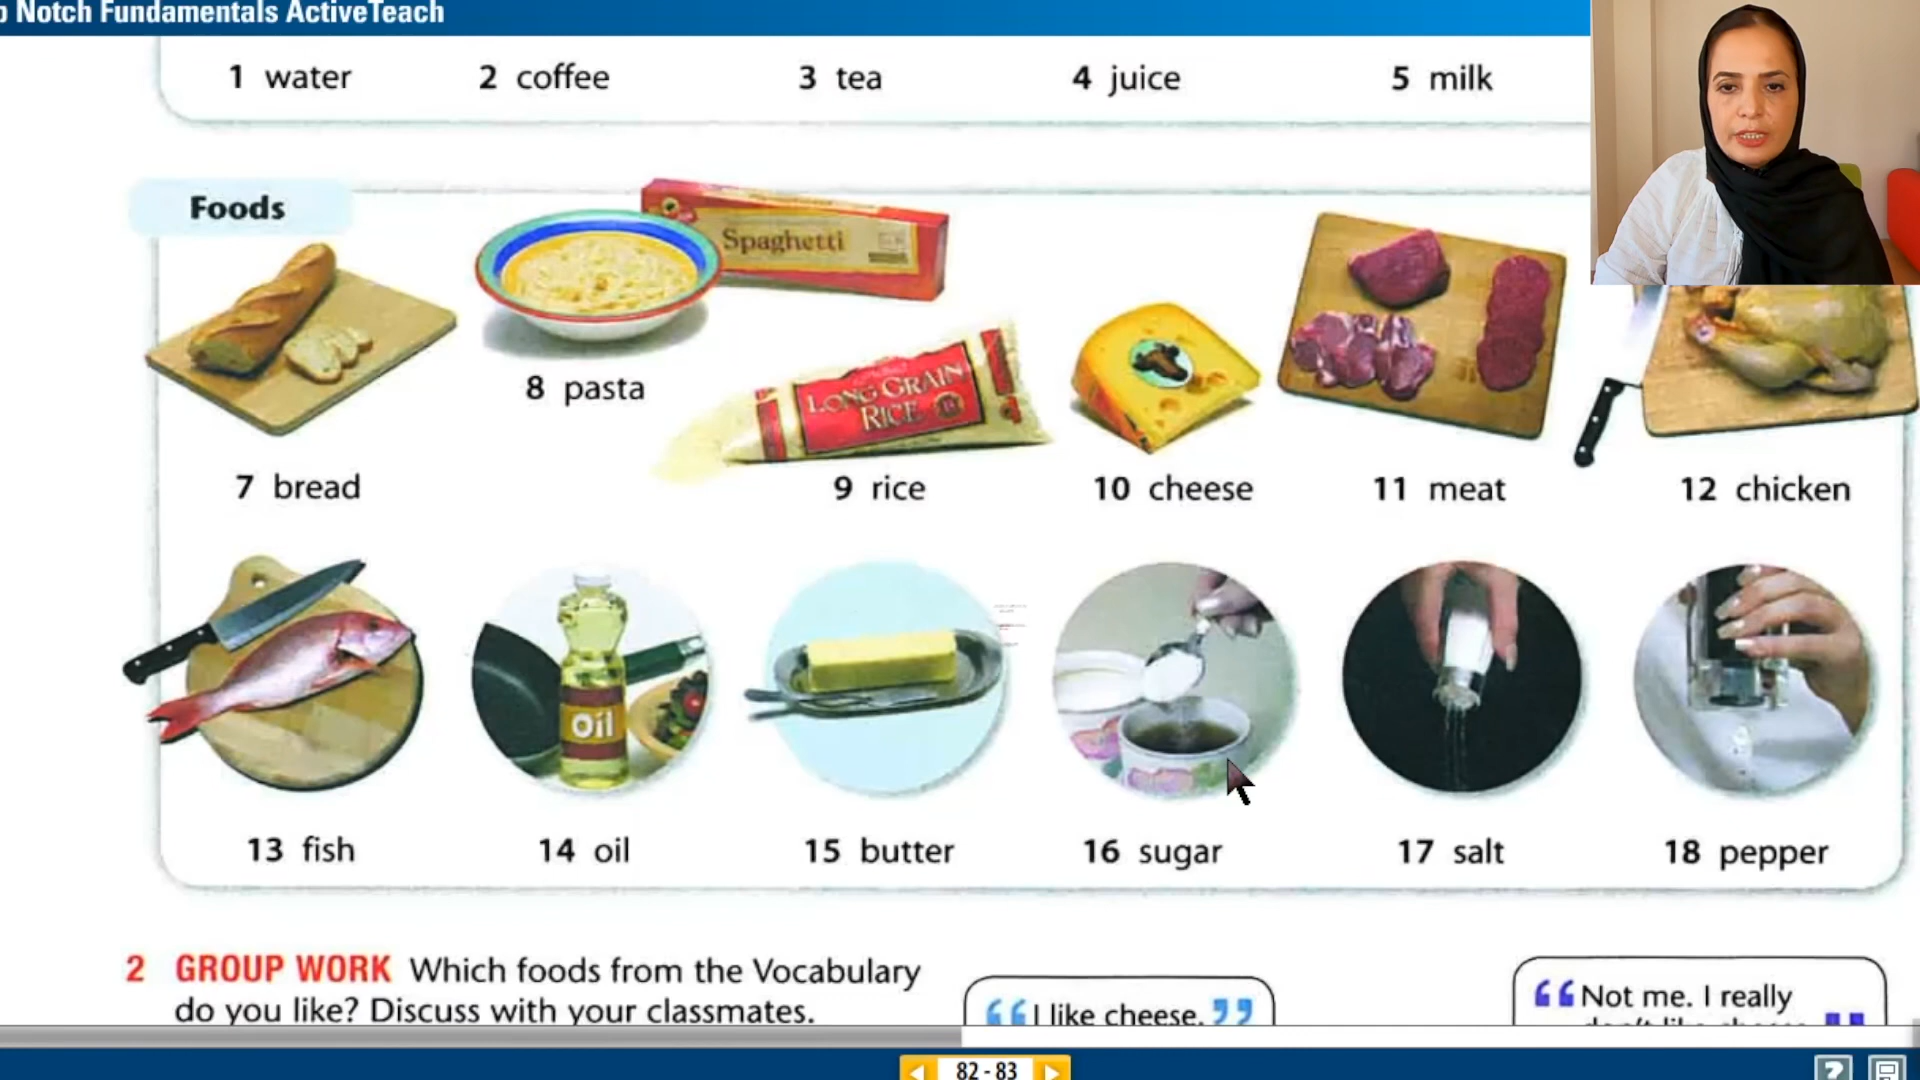 Notch Fundamentals ActiveTeach
1 water 2 coffee 3 tea 4 juice 5 milk
Foods
Spaghetti
8 pasta
LONG GRAIN
RICE
7 bread 9 rice 10 cheese 11 meat 12 chicken
Oil
13 fish 14 oil 15 butter 16 sugar 17 salt 18 pepper
2 GROUP WORK Which foods from the Vocabulary
do you like? Discuss with your classmates.
“I like cheese.”
“Not me. I really
82 - 83
?